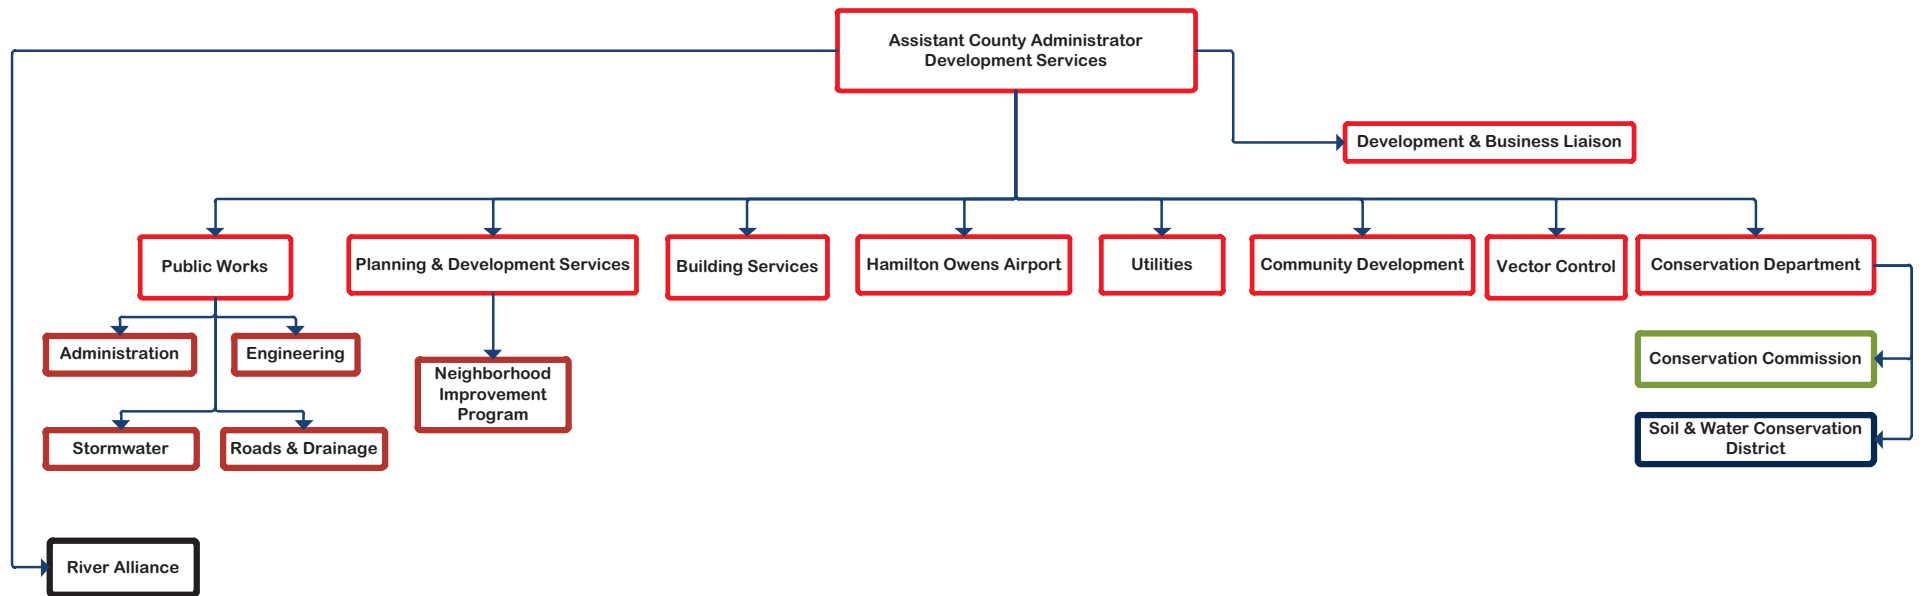 Assistant County Administrator
Development Services
Development & Business Liaison
Public Works
Planning & Development Services
Building Services
Hamilton Owens Airport
Utilities
Community Development
Vector Control
Conservation Department
Administration
Engineering
Neighborhood
Improvement
Program
Conservation Commission
Stormwater
Roads & Drainage
Soil & Water Conservation
District
River Alliance